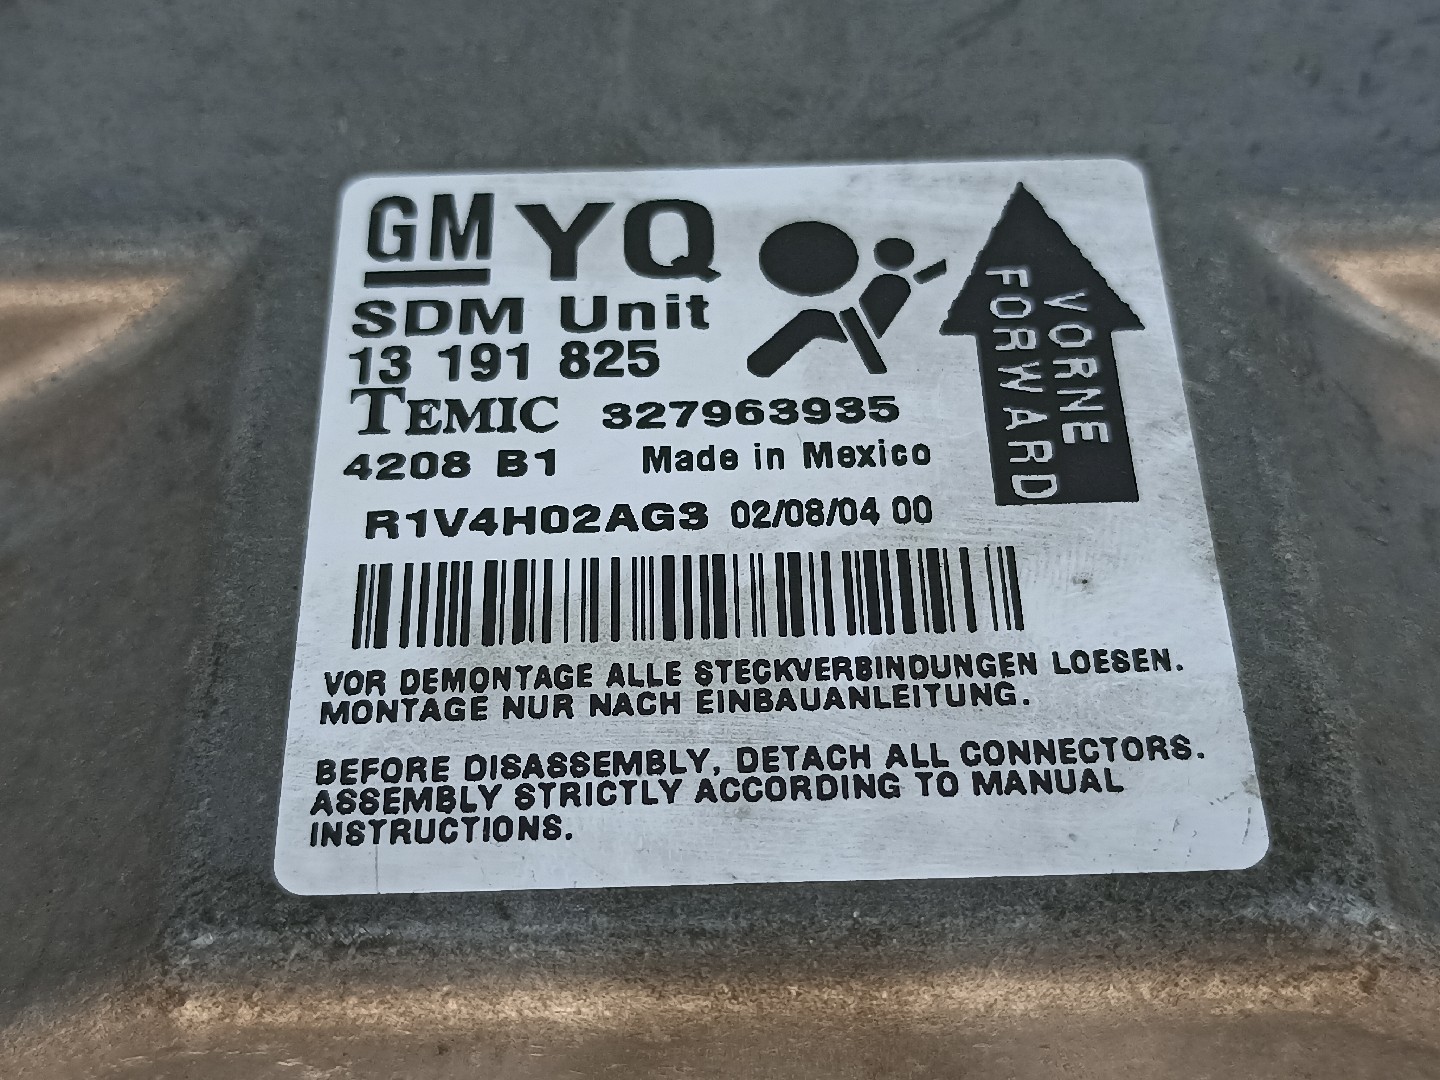 GM YQ
SDM Unit
13 191 825
TEMIC 327963935
4208 B1 Made in Mexico
R1V4H02AG3 02/08/04 00
VORNE
FORWARD
VOR DEMONTAGE ALLE STECKVERBINDUNGEN LOESEN.
MONTAGE NUR NACH EINBAUANLEITUNG.
BEFORE DISASSEMBLY, DETACH ALL CONNECTORS.
ASSEMBLY STRICTLY ACCORDING TO MANUAL
INSTRUCTIONS.